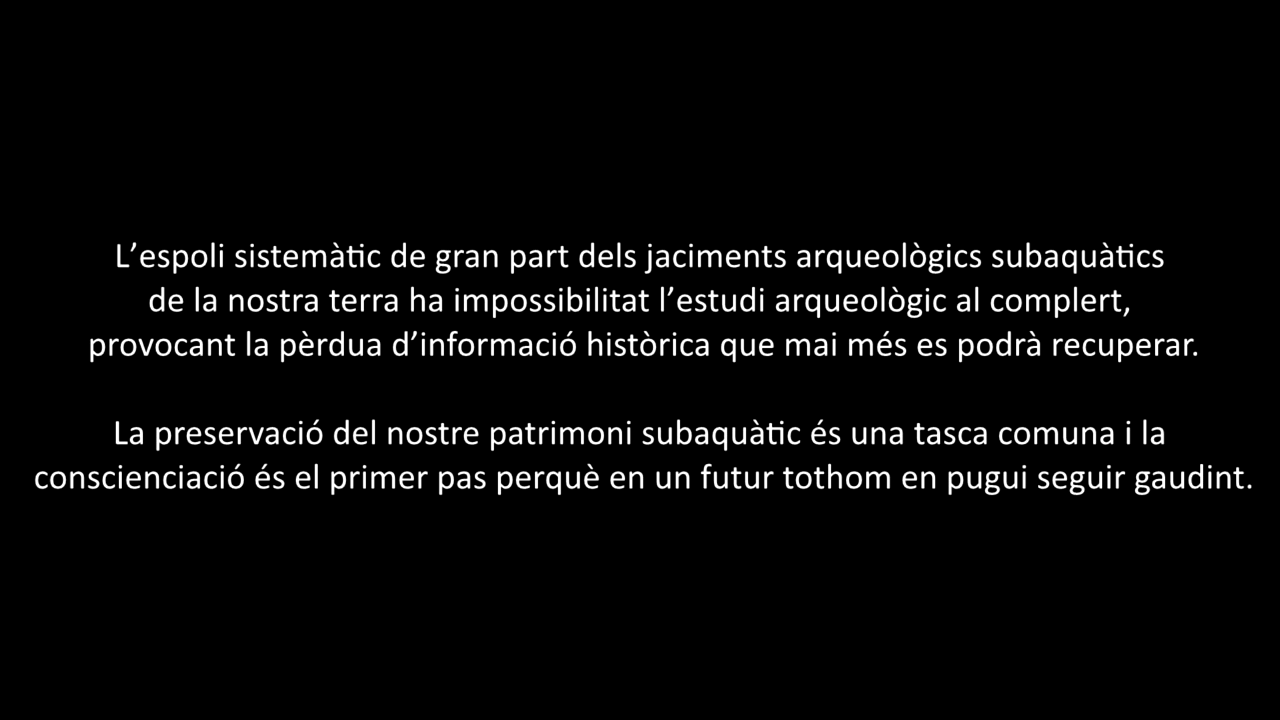 L’espoli sistemàtic de gran part dels jaciments arqueològics subaquàtics
de la nostra terra ha impossibilitat l’estudi arqueològic al complert,
provocant la pèrdua d’informació històrica que mai més es podrà recuperar.
La preservació del nostre patrimoni subaquàtic és una tasca comuna i la
conscienciació és el primer pas perquè en un futur tothom en pugui seguir gaudint.